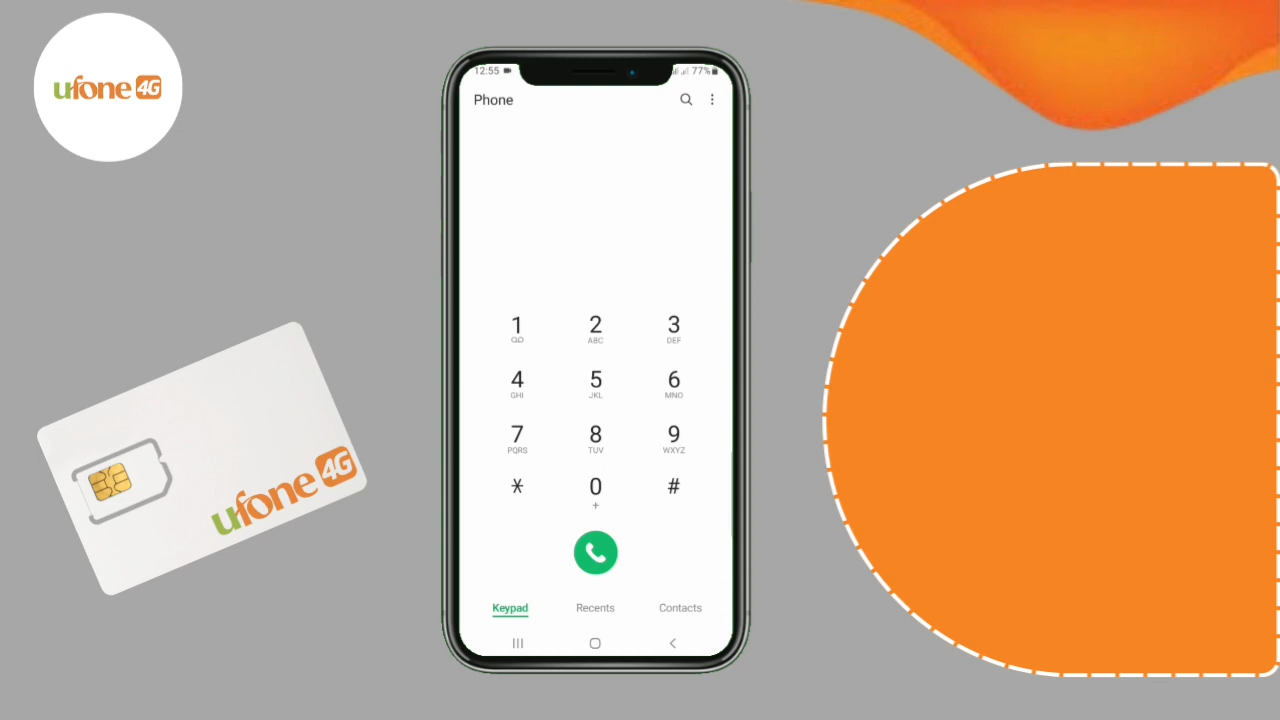 ufone 4G
12:55
77%
Phone
1
2 ABC
3 DEF
4 GHI
5 JKL
6 MNO
7 PQRS
8 TUV
9 WXYZ
*
0 +
#
Keypad
Recents
Contacts
ufone 4G